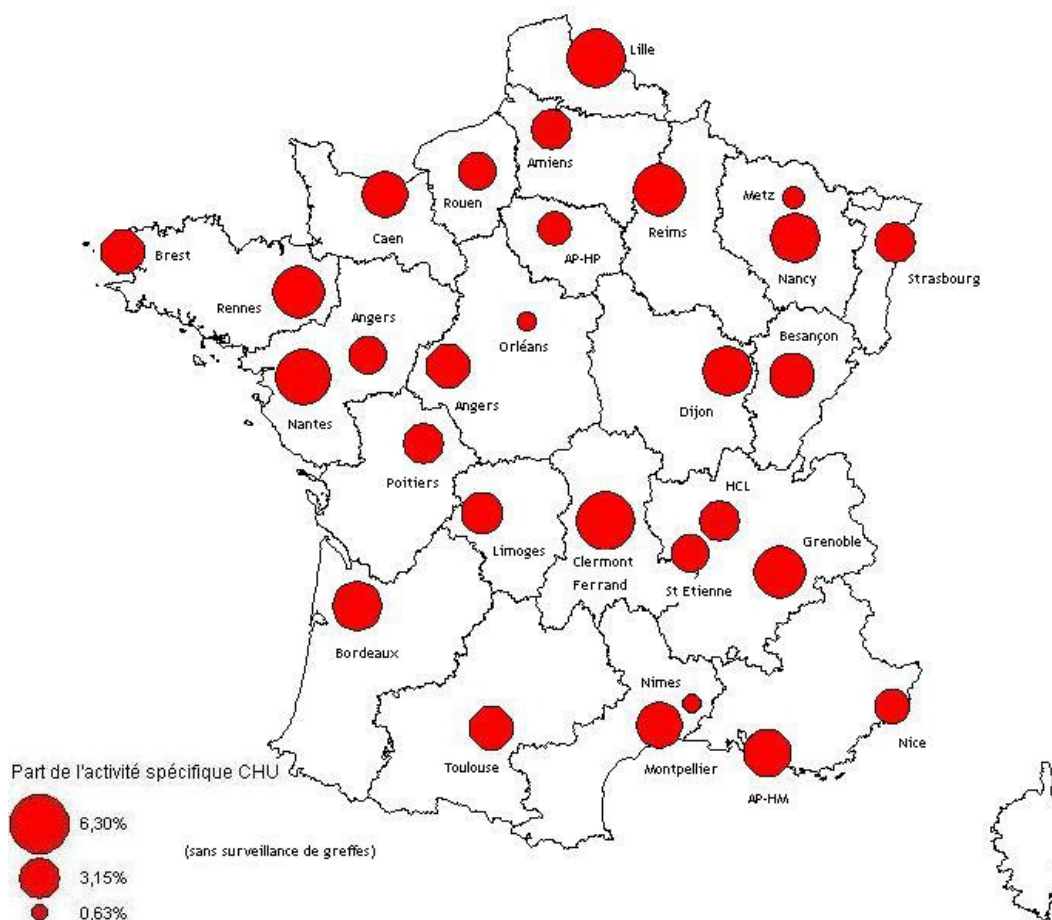 Lille
Amiens
Rouen
Caen
Reims
Metz
Nancy
Strasbourg
AP-HP
Brest
Rennes
Angers
Orléans
Besançon
Nantes
Angers
Dijon
Poitiers
HCL
Limoges
Clermont
Ferrand
St Etienne
Grenoble
Bordeaux
Nimes
Toulouse
Montpellier
Nice
AP-HM
Part de l'activité spécifique CHU
6,30%
(sans surveillance de greffes)
3,15%
0,63%